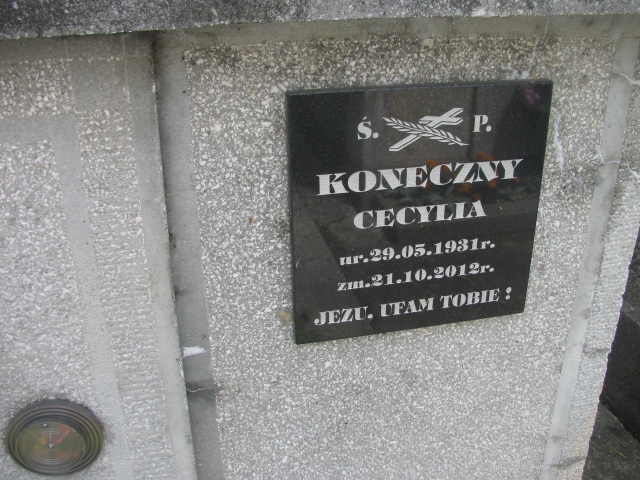 Ś. P.
KONECZNY
CECYLIA
ur.29.05.1931r.
zm.21.10.2012r.
JEZU, UFAM TOBIE!